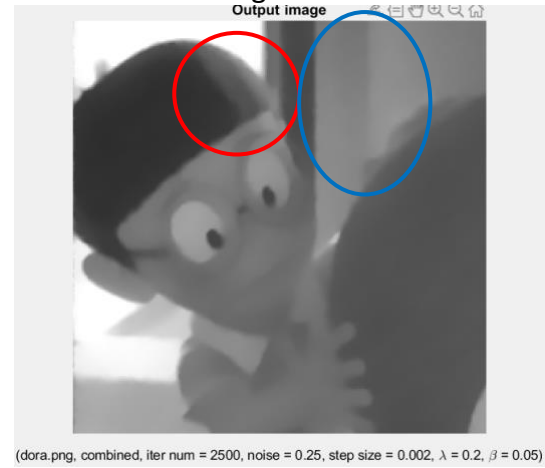 Output image
(dora.png, combined, iter num = 2500, noise = 0.25, step size = 0.002, λ = 0.2, β = 0.05)